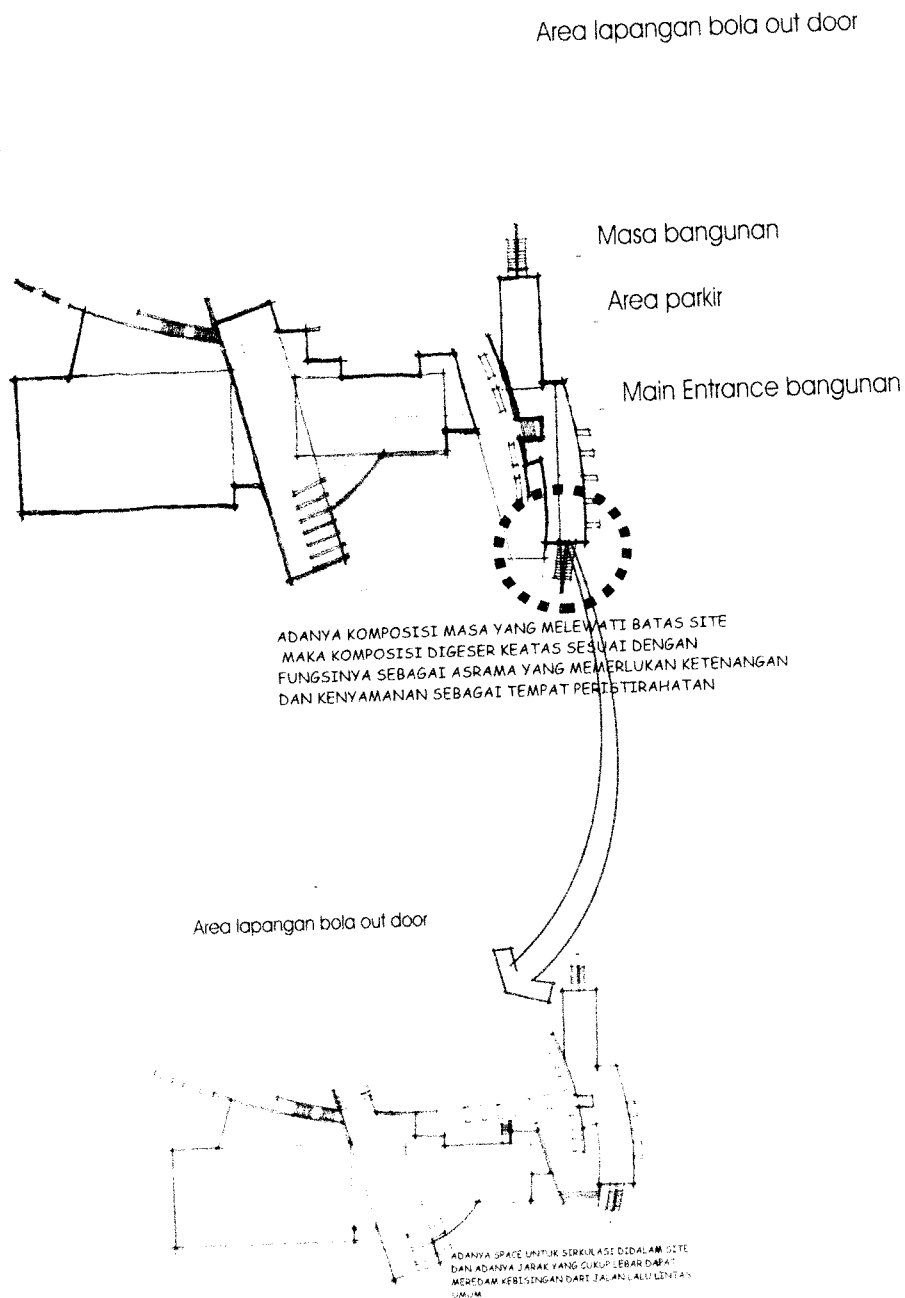 Area lapangan bola out door
Masa bangunan
Area parkir
Main Entrance bangunan
ADANYA KOMPOSISI MASA YANG MELEWATI BATAS SITE
MAKA KOMPOSISI DIGESER KEATAS SESUAI DENGAN
FUNGSINYA SEBAGAI ASRAMA YANG MEMERLUKAN KETENANGAN
DAN KENYAMANAN SEBAGAI TEMPAT PERISTIRAHATAN
Area lapangan bola out door
ADANYA SPACE UNTUK SIRKULASI DIDALAM SITE
DAN ADANYA JARAK YANG CUKUP LEBAR DAPAT
MEREDAM KEBISINGAN DARI JALAN LALU LINTAS
UMUM